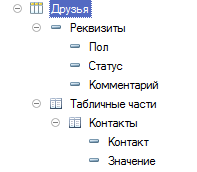 Друзья
Реквизиты
Пол
Статус
Комментарий
Табличные части
Контакты
Контакт
Значение